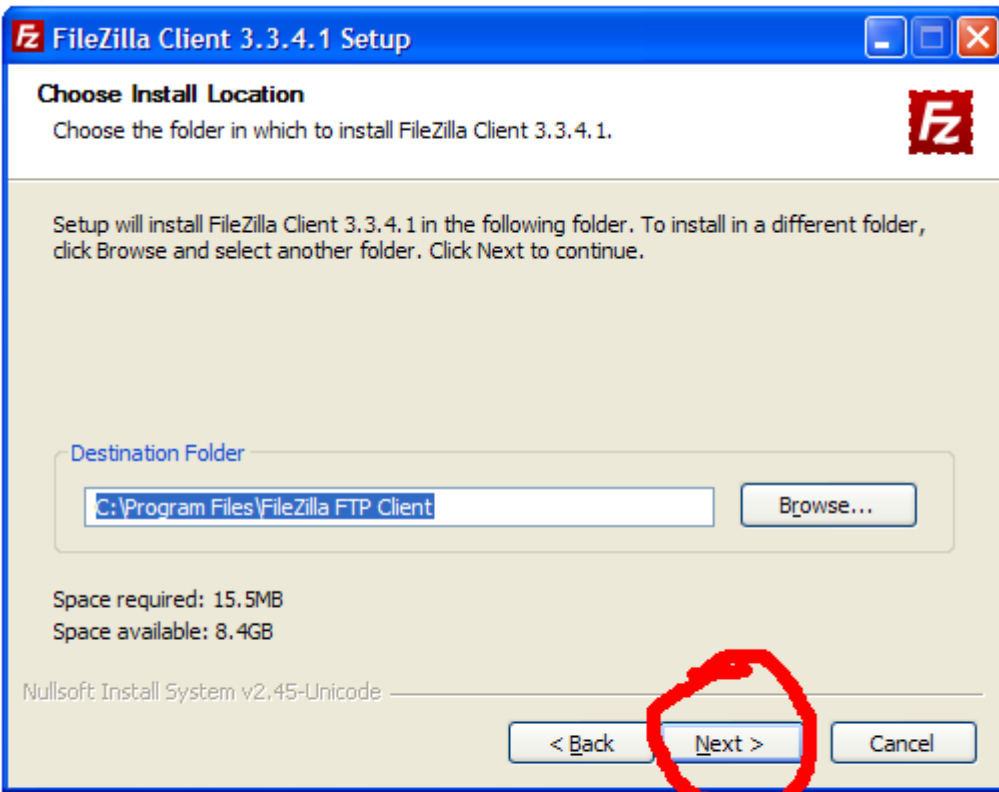 FileZilla Client 3.3.4.1 Setup
Choose Install Location
Choose the folder in which to install FileZilla Client 3.3.4.1.
Fz
Setup will install FileZilla Client 3.3.4.1 in the following folder. To install in a different folder,
click Browse and select another folder. Click Next to continue.
Destination Folder
C:\Program Files\FileZilla FTP Client
Browse...
Space required: 15.5MB
Space available: 8.4GB
Nullsoft Install System v2.45-Unicode
< Back
Next >
Cancel